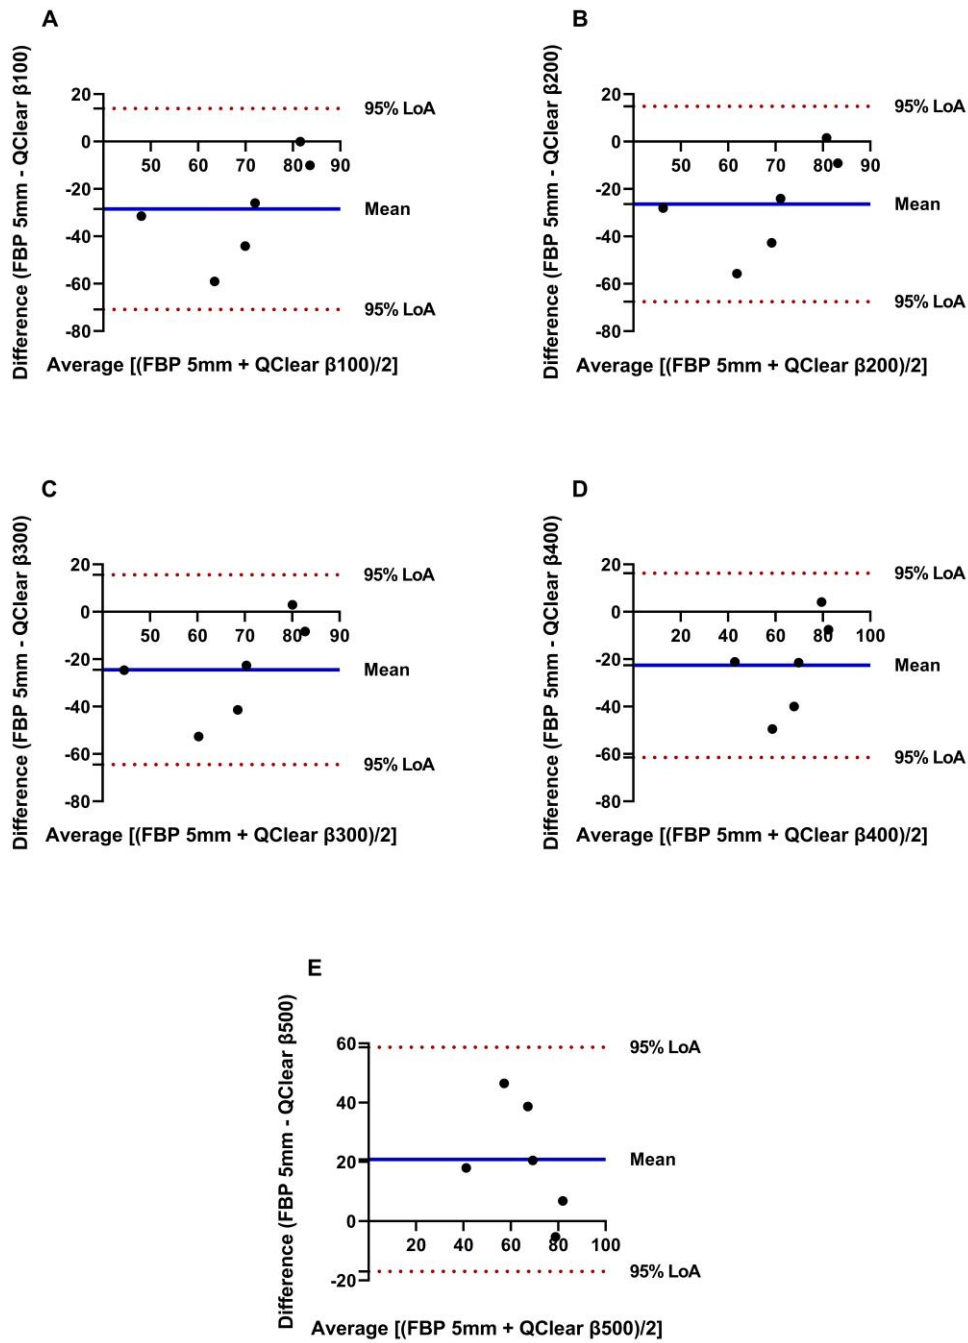 A
Difference (FBP 5mm - QClear β100)
20
0
-20
-40
-60
-80
50 60 70 80 90
95% LoA
Mean
95% LoA
Average [(FBP 5mm + QClear β100)/2]
B
Difference (FBP 5mm - QClear β200)
20
0
-20
-40
-60
-80
50 60 70 80 90
95% LoA
Mean
95% LoA
Average [(FBP 5mm + QClear β200)/2]
C
Difference (FBP 5mm - QClear β300)
20
0
-20
-40
-60
-80
50 60 70 80 90
95% LoA
Mean
95% LoA
Average [(FBP 5mm + QClear β300)/2]
D
Difference (FBP 5mm - QClear β400)
20
0
-20
-40
-60
-80
20 40 60 80 100
95% LoA
Mean
95% LoA
Average [(FBP 5mm + QClear β400)/2]
E
Difference (FBP 5mm - QClear β500)
60
40
20
0
-20
20 40 60 80 100
95% LoA
Mean
95% LoA
Average [(FBP 5mm + QClear β500)/2]